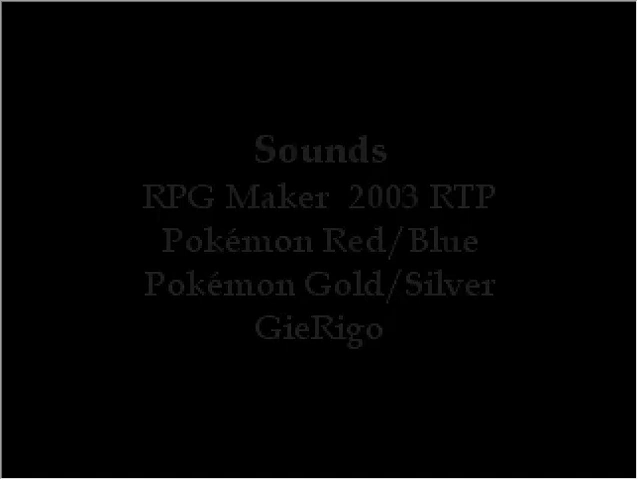 Sounds
RPG Maker 2003 RTP
Pokémon Red/Blue
Pokémon Gold/Silver
GieRigo